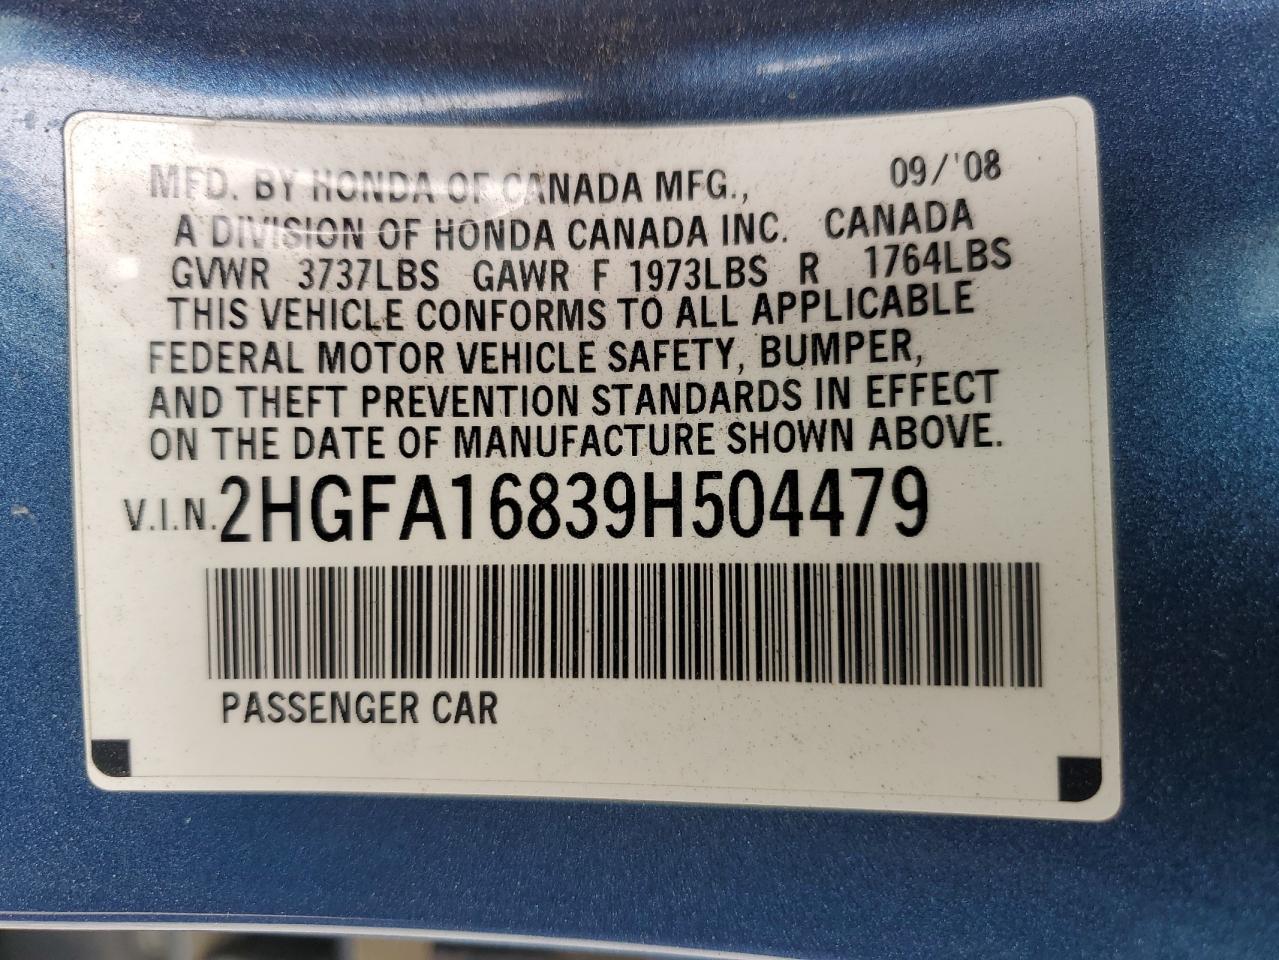 MFD. BY HONDA OF CANADA MFG., 09/'08
A DIVISION OF HONDA CANADA INC. CANADA
GVWR 3737LBS GAWR F 1973LBS R 1764LBS
THIS VEHICLE CONFORMS TO ALL APPLICABLE
FEDERAL MOTOR VEHICLE SAFETY, BUMPER,
AND THEFT PREVENTION STANDARDS IN EFFECT
ON THE DATE OF MANUFACTURE SHOWN ABOVE.
V.I.N. 2HGFA16839H504479
PASSENGER CAR